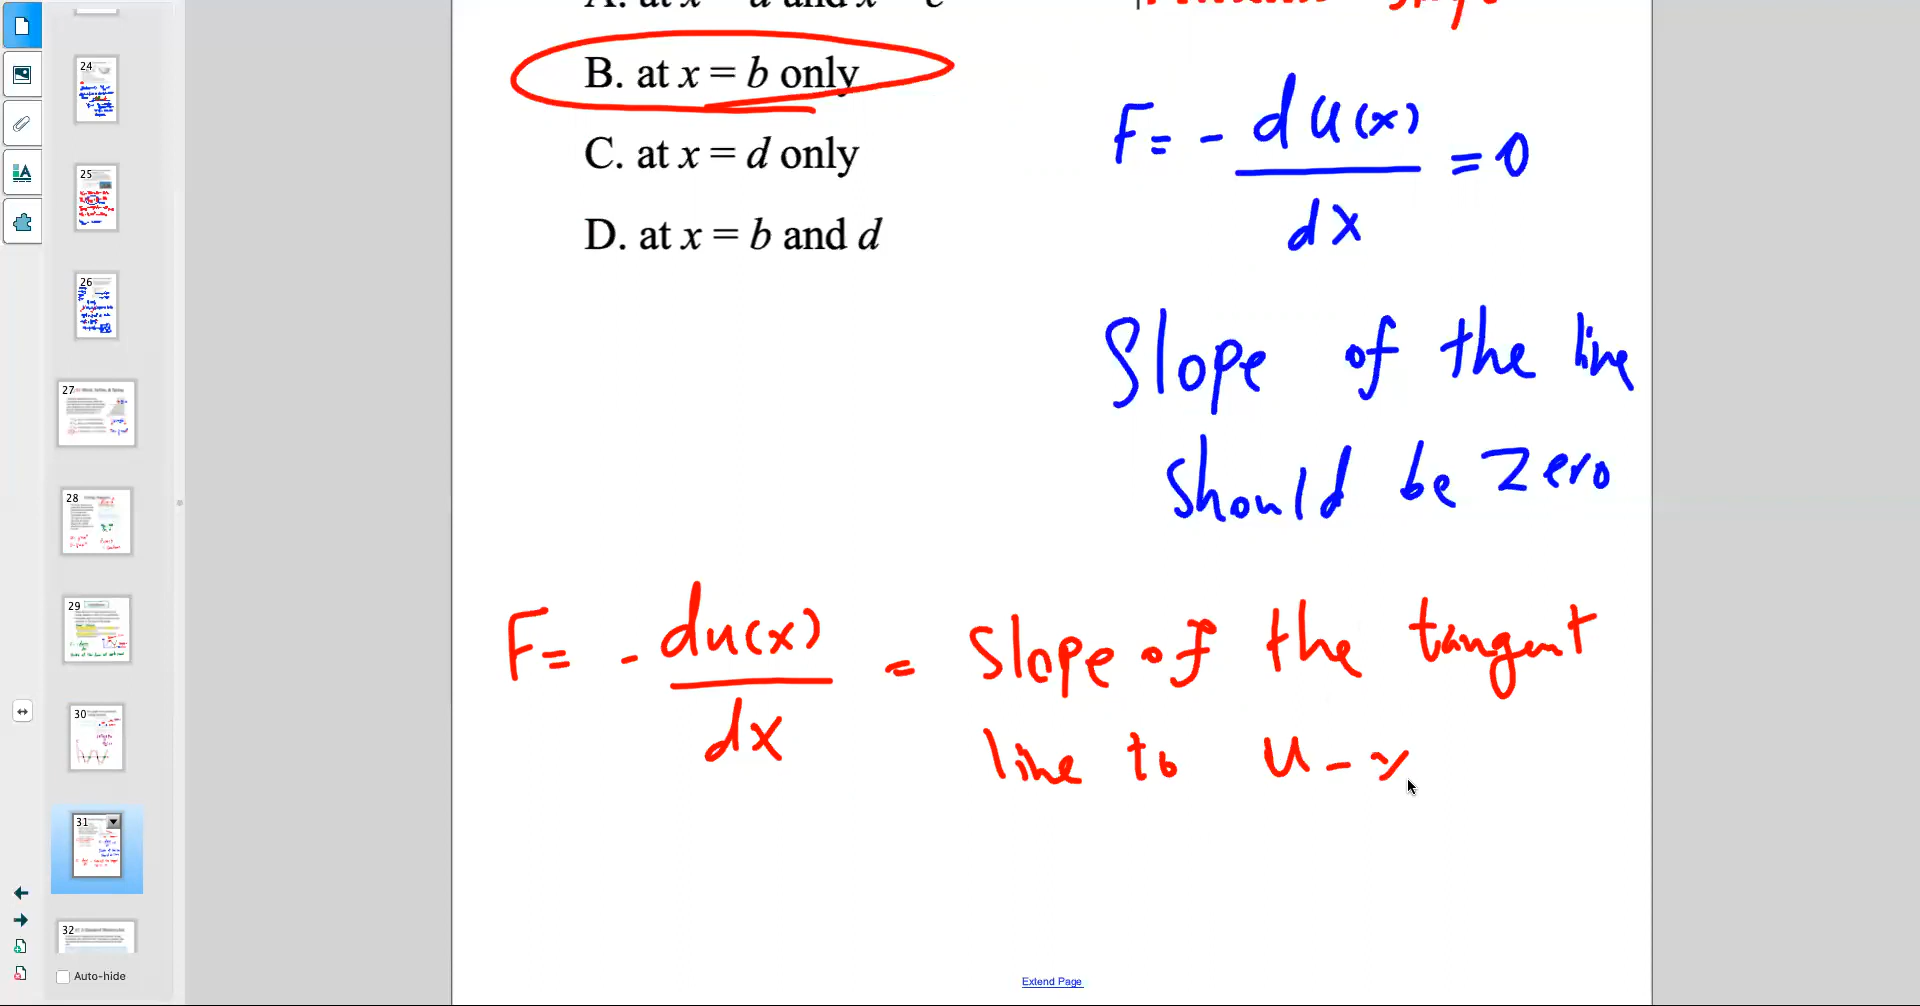 24
25
26
27
28
29
30
31
32
Auto-hide
B. at x = b only
C. at x = d only
D. at x = b and d
F = - du(x)/dx = 0
Slope of the line
should be zero
F = - du(x)/dx = Slope of the tangent
line to u - x
Extend Page